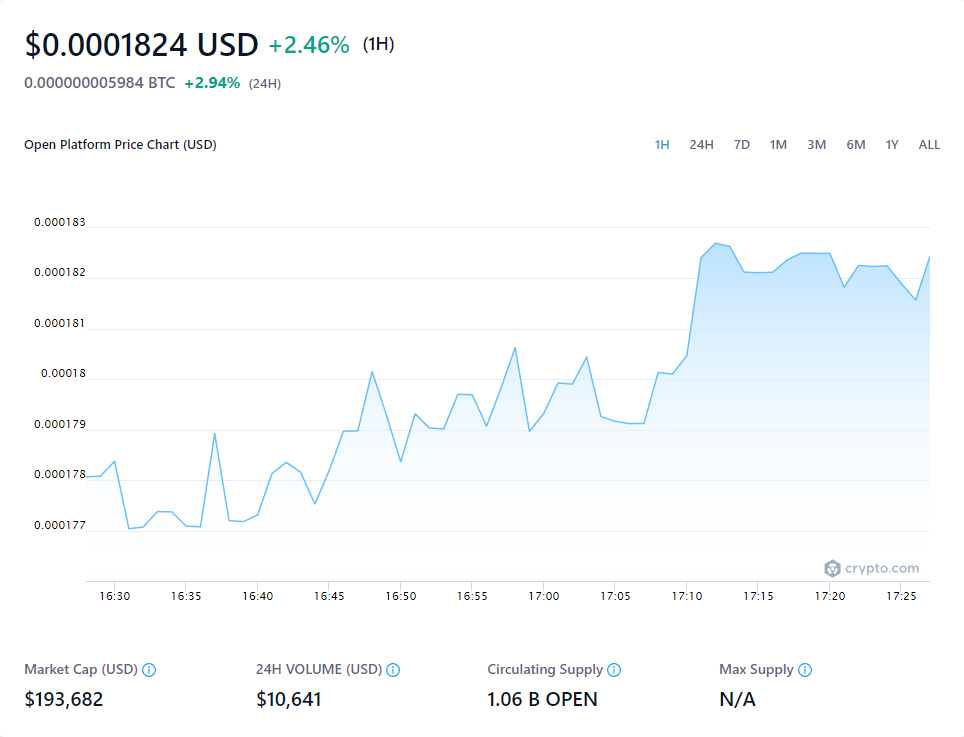 $0.0001824 USD +2.46% (1H)
0.000000005984 BTC +2.94% (24H)
Open Platform Price Chart (USD) 1H 24H 7D 1M 3M 6M 1Y ALL
0.000183
0.000182
0.000181
0.00018
0.000179
0.000178
0.000177
crypto.com
16:30 16:35 16:40 16:45 16:50 16:55 17:00 17:05 17:10 17:15 17:20 17:25
Market Cap (USD) 24H VOLUME (USD) Circulating Supply Max Supply
$193,682 $10,641 1.06 B OPEN N/A